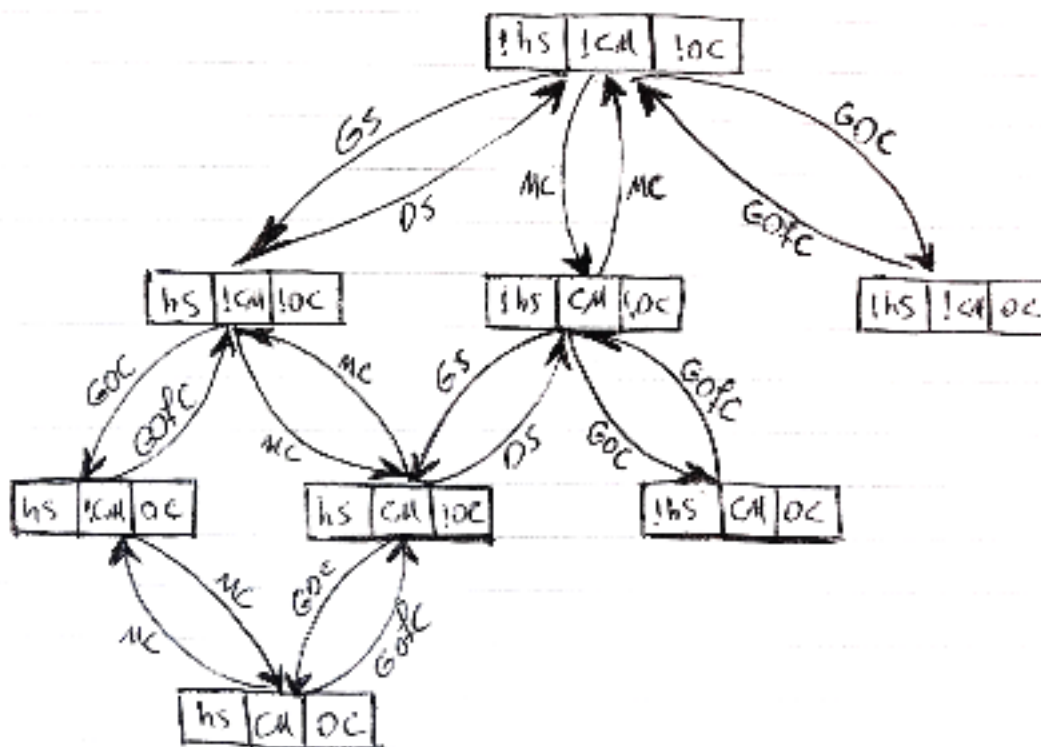 !hs !CM !OC
GS DS MC MC GOfC GOC
hs !CM !OC
!hs CM !OC
!hs !CM OC
GOC GOfC MC MC GS DS GOC GOfC
hs !CM OC
hs CM !OC
!hs CM OC
MC MC GOC GOfC
hs CM OC